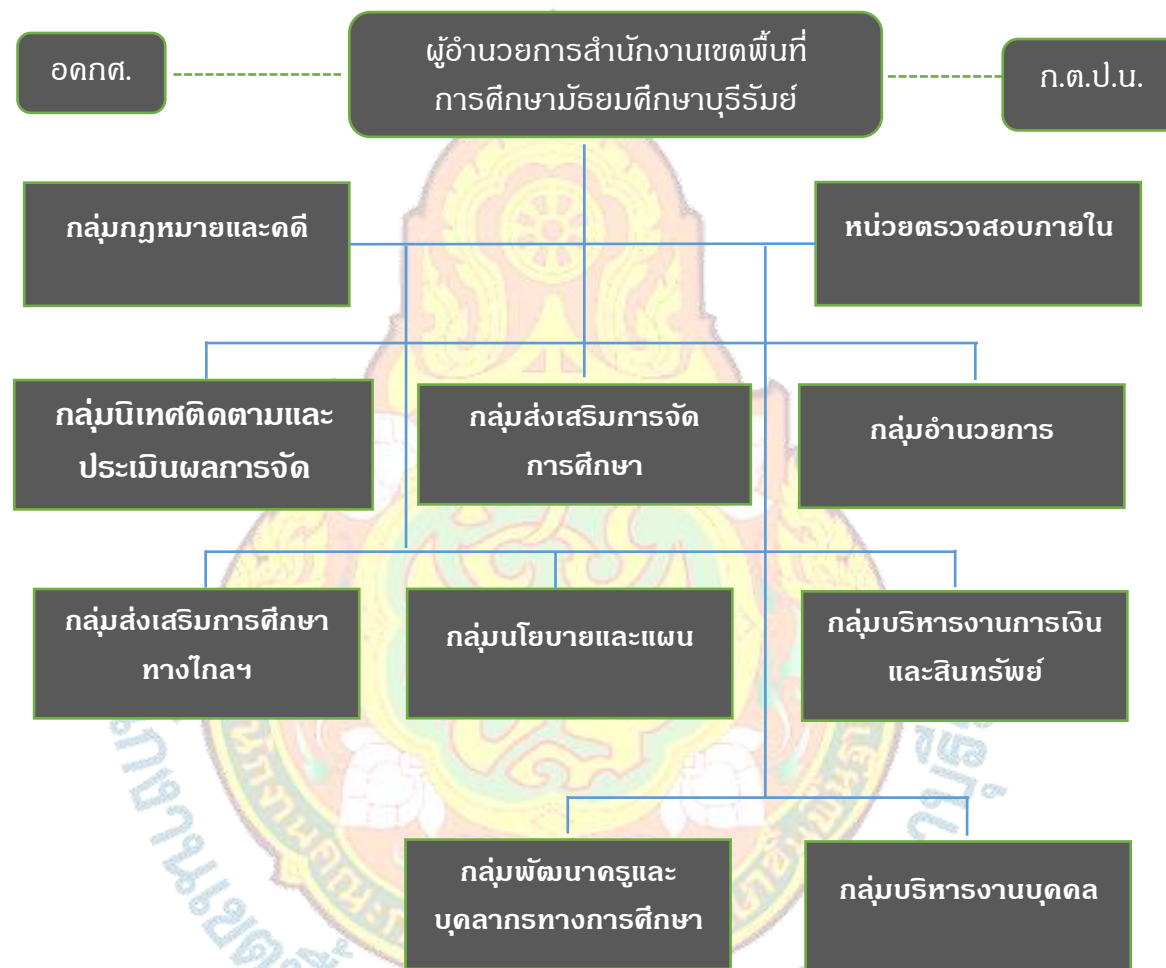 อคกศ.
ผู้อำนวยการสำนักงานเขตพื้นที่
การศึกษามัธยมศึกษาบุรีรัมย์
ก.ต.ป.น.
กลุ่มกฎหมายและคดี
หน่วยตรวจสอบภายใน
กลุ่มนิเทศติดตามและ
ประเมินผลการจัด
กลุ่มส่งเสริมการจัด
การศึกษา
กลุ่มอำนวยการ
กลุ่มส่งเสริมการศึกษา
ทางไกลฯ
กลุ่มนโยบายและแผน
กลุ่มบริหารงานการเงิน
และสินทรัพย์
กลุ่มพัฒนาครูและ
บุคลากรทางการศึกษา
กลุ่มบริหารงานบุคคล